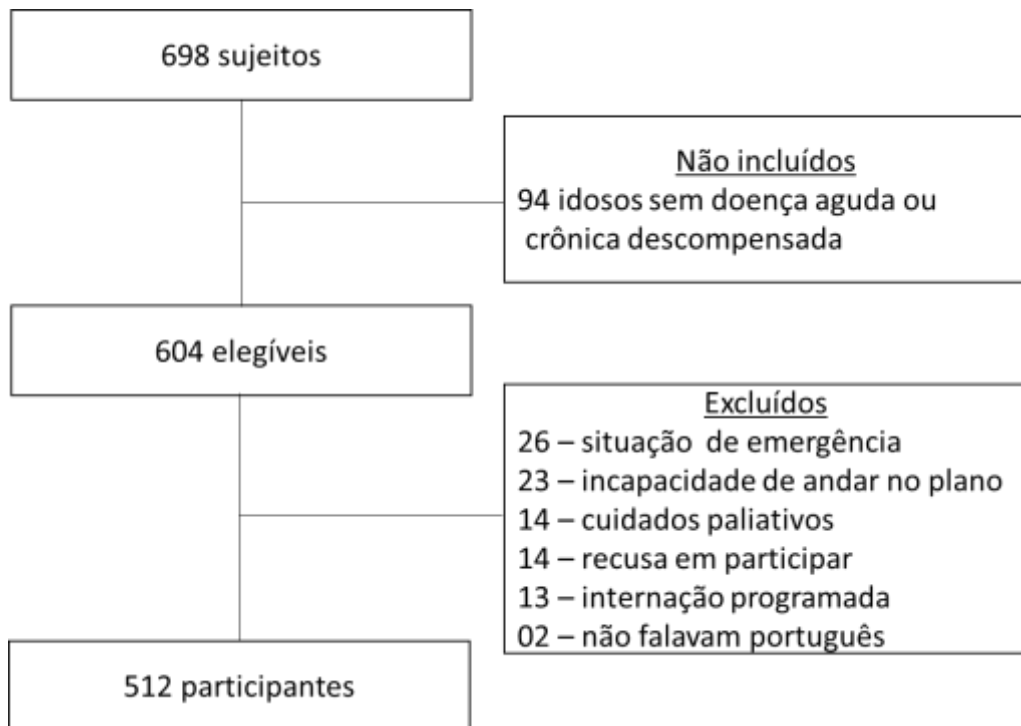 698 sujeitos
Não incluídos
94 idosos sem doença aguda ou
crônica descompensada
604 elegíveis
Excluídos
26 – situação de emergência
23 – incapacidade de andar no plano
14 – cuidados paliativos
14 – recusa em participar
13 – internação programada
02 – não falavam português
512 participantes